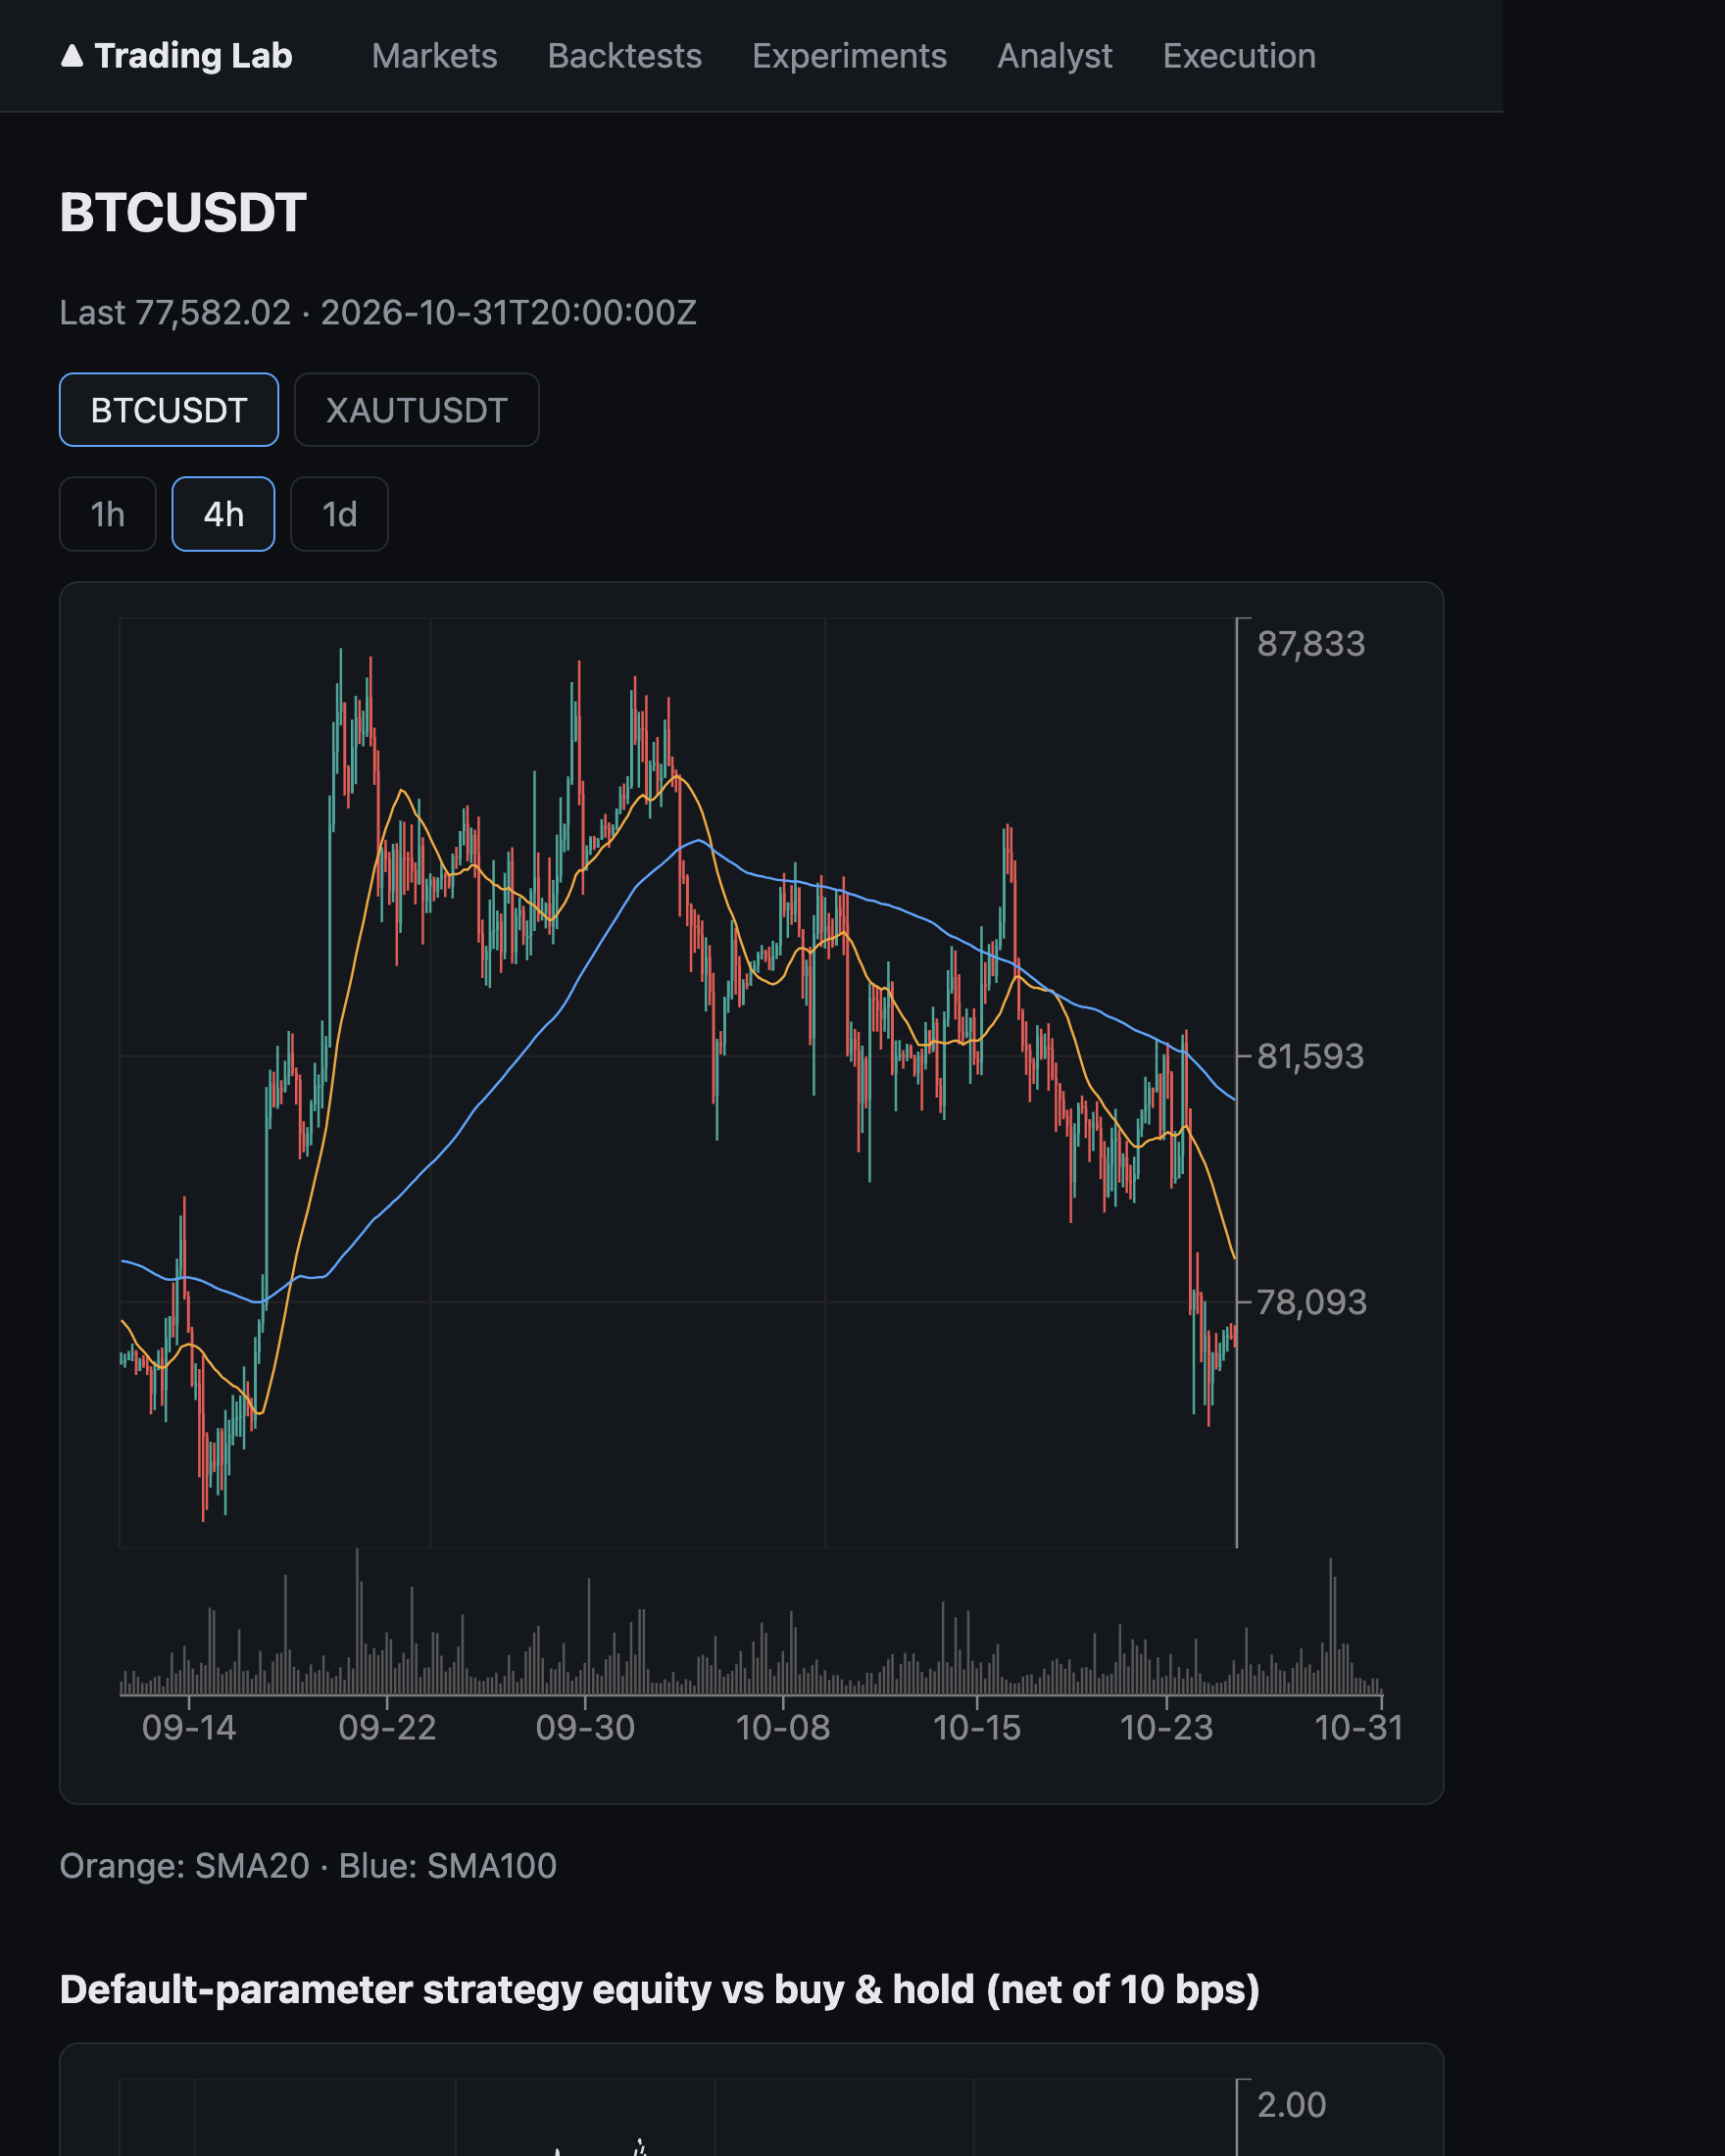 Trading Lab Markets Backtests Experiments Analyst Execution
BTCUSDT
Last 77,582.02 · 2026-10-31T20:00:00Z
BTCUSDT XAUTUSDT
1h 4h 1d
87,833
81,593
78,093
09-14 09-22 09-30 10-08 10-15 10-23 10-31
Orange: SMA20 · Blue: SMA100
Default-parameter strategy equity vs buy & hold (net of 10 bps)
2.00